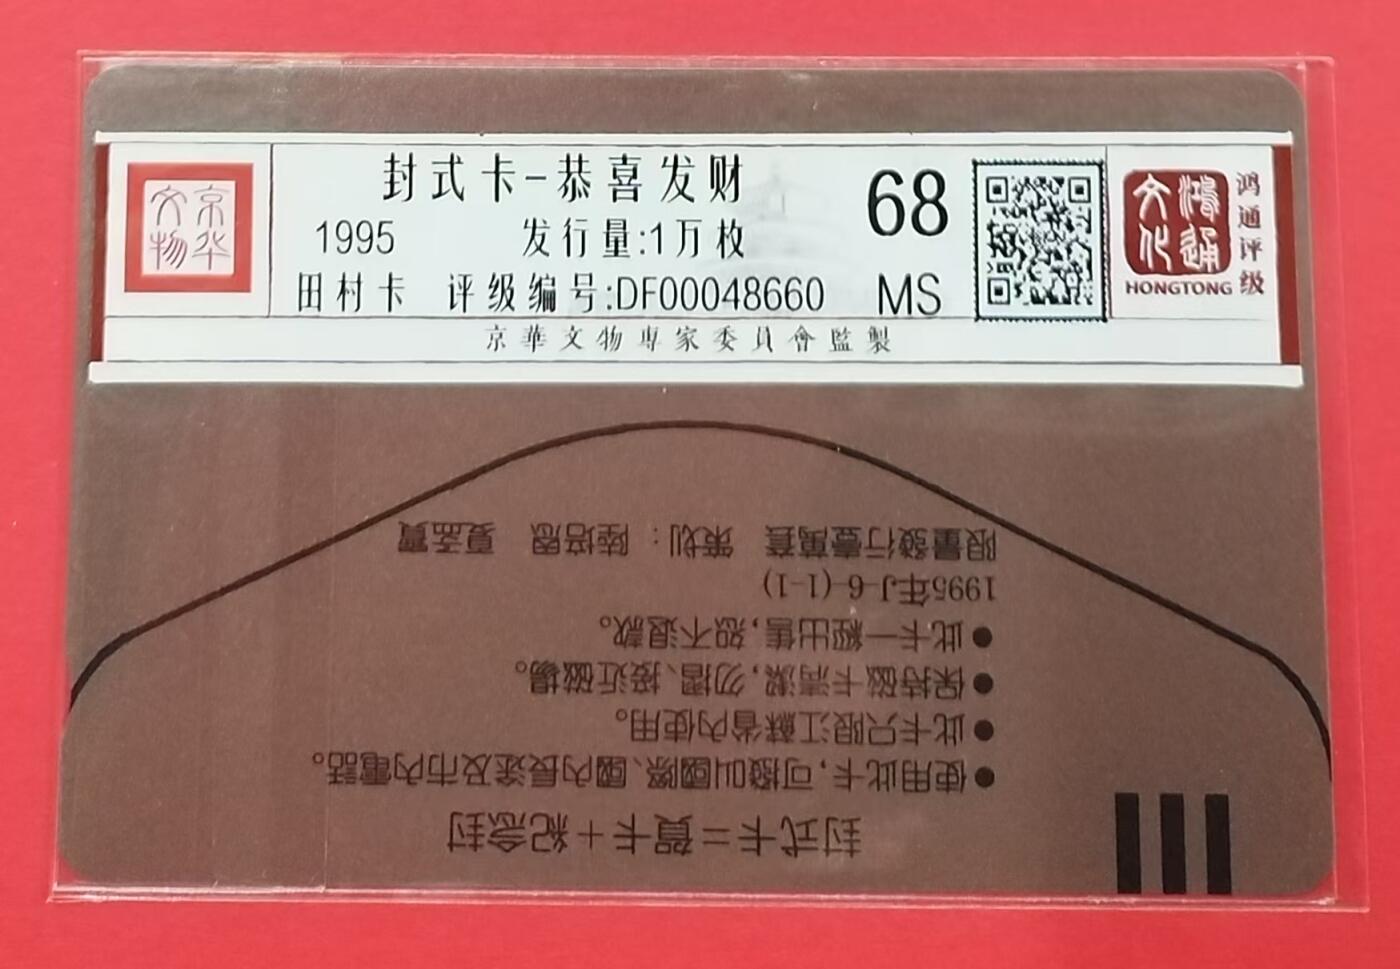 京华
文物
封式卡-恭喜发财
1995 发行量:1万枚
田村卡 评级编号:DF00048660
68
MS
鸿通
文化
HONGTONG
鸿通评级
京華文物專家委員會監製
封式卡＝賀卡＋紀念封
●使用此卡,可撥叫國際、國內長途及市內電話。
●此卡只限江蘇省內使用。
●保持磁卡清潔,勿摺、接近磁場。
●此卡一經出售,恕不退款。
1995年J-6-(1-1)
限量發行壹萬套 策划：陸培恩 夏孟寶